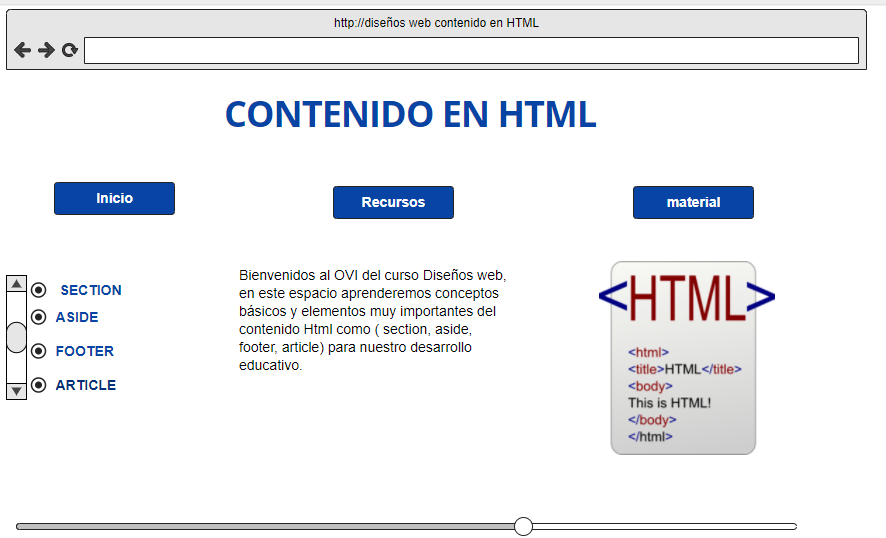 http://diseños web contenido en HTML
CONTENIDO EN HTML
Inicio
Recursos
material
SECTION
ASIDE
FOOTER
ARTICLE
Bienvenidos al OVI del curso Diseños web,
en este espacio aprenderemos conceptos
básicos y elementos muy importantes del
contenido Html como ( section, aside,
footer, article) para nuestro desarrollo
educativo.
<HTML>
<html>
<title>HTML</title>
<body>
This is HTML!
</body>
</html>